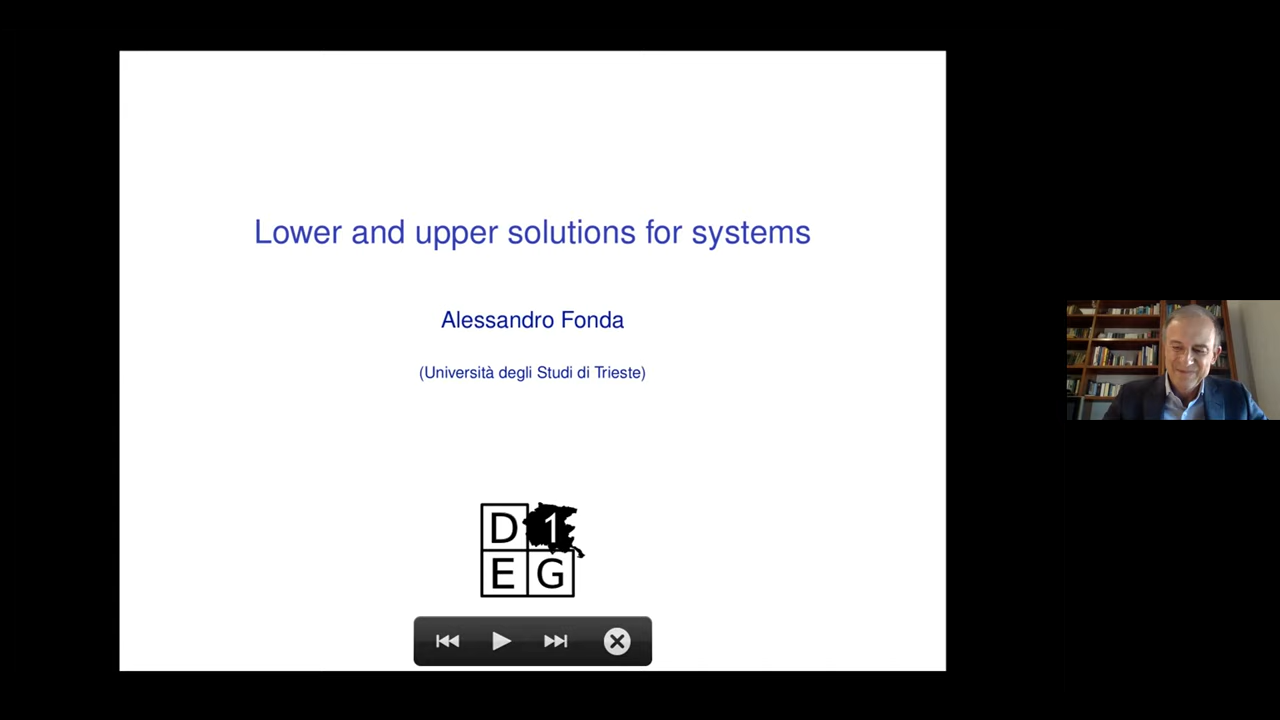 Lower and upper solutions for systems
Alessandro Fonda
(Università degli Studi di Trieste)
D 1
E G